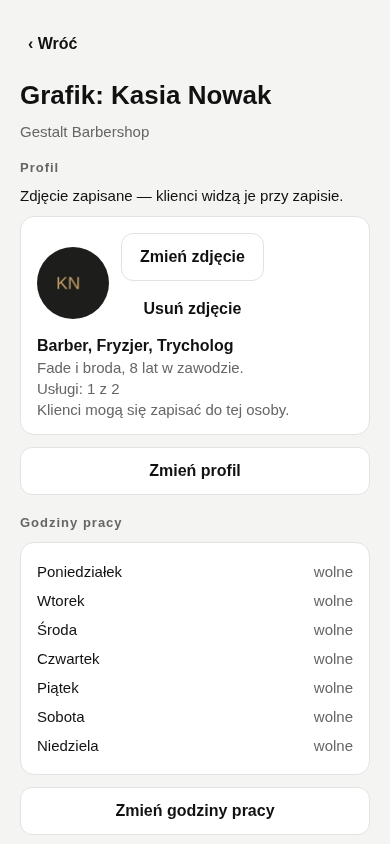 ‹ Wróć
Grafik: Kasia Nowak
Gestalt Barbershop
Profil
Zdjęcie zapisane — klienci widzą je przy zapisie.
KN
Zmień zdjęcie
Usuń zdjęcie
Barber, Fryzjer, Trycholog
Fade i broda, 8 lat w zawodzie.
Usługi: 1 z 2
Klienci mogą się zapisać do tej osoby.
Zmień profil
Godziny pracy
Poniedziałek wolne
Wtorek wolne
Środa wolne
Czwartek wolne
Piątek wolne
Sobota wolne
Niedziela wolne
Zmień godziny pracy